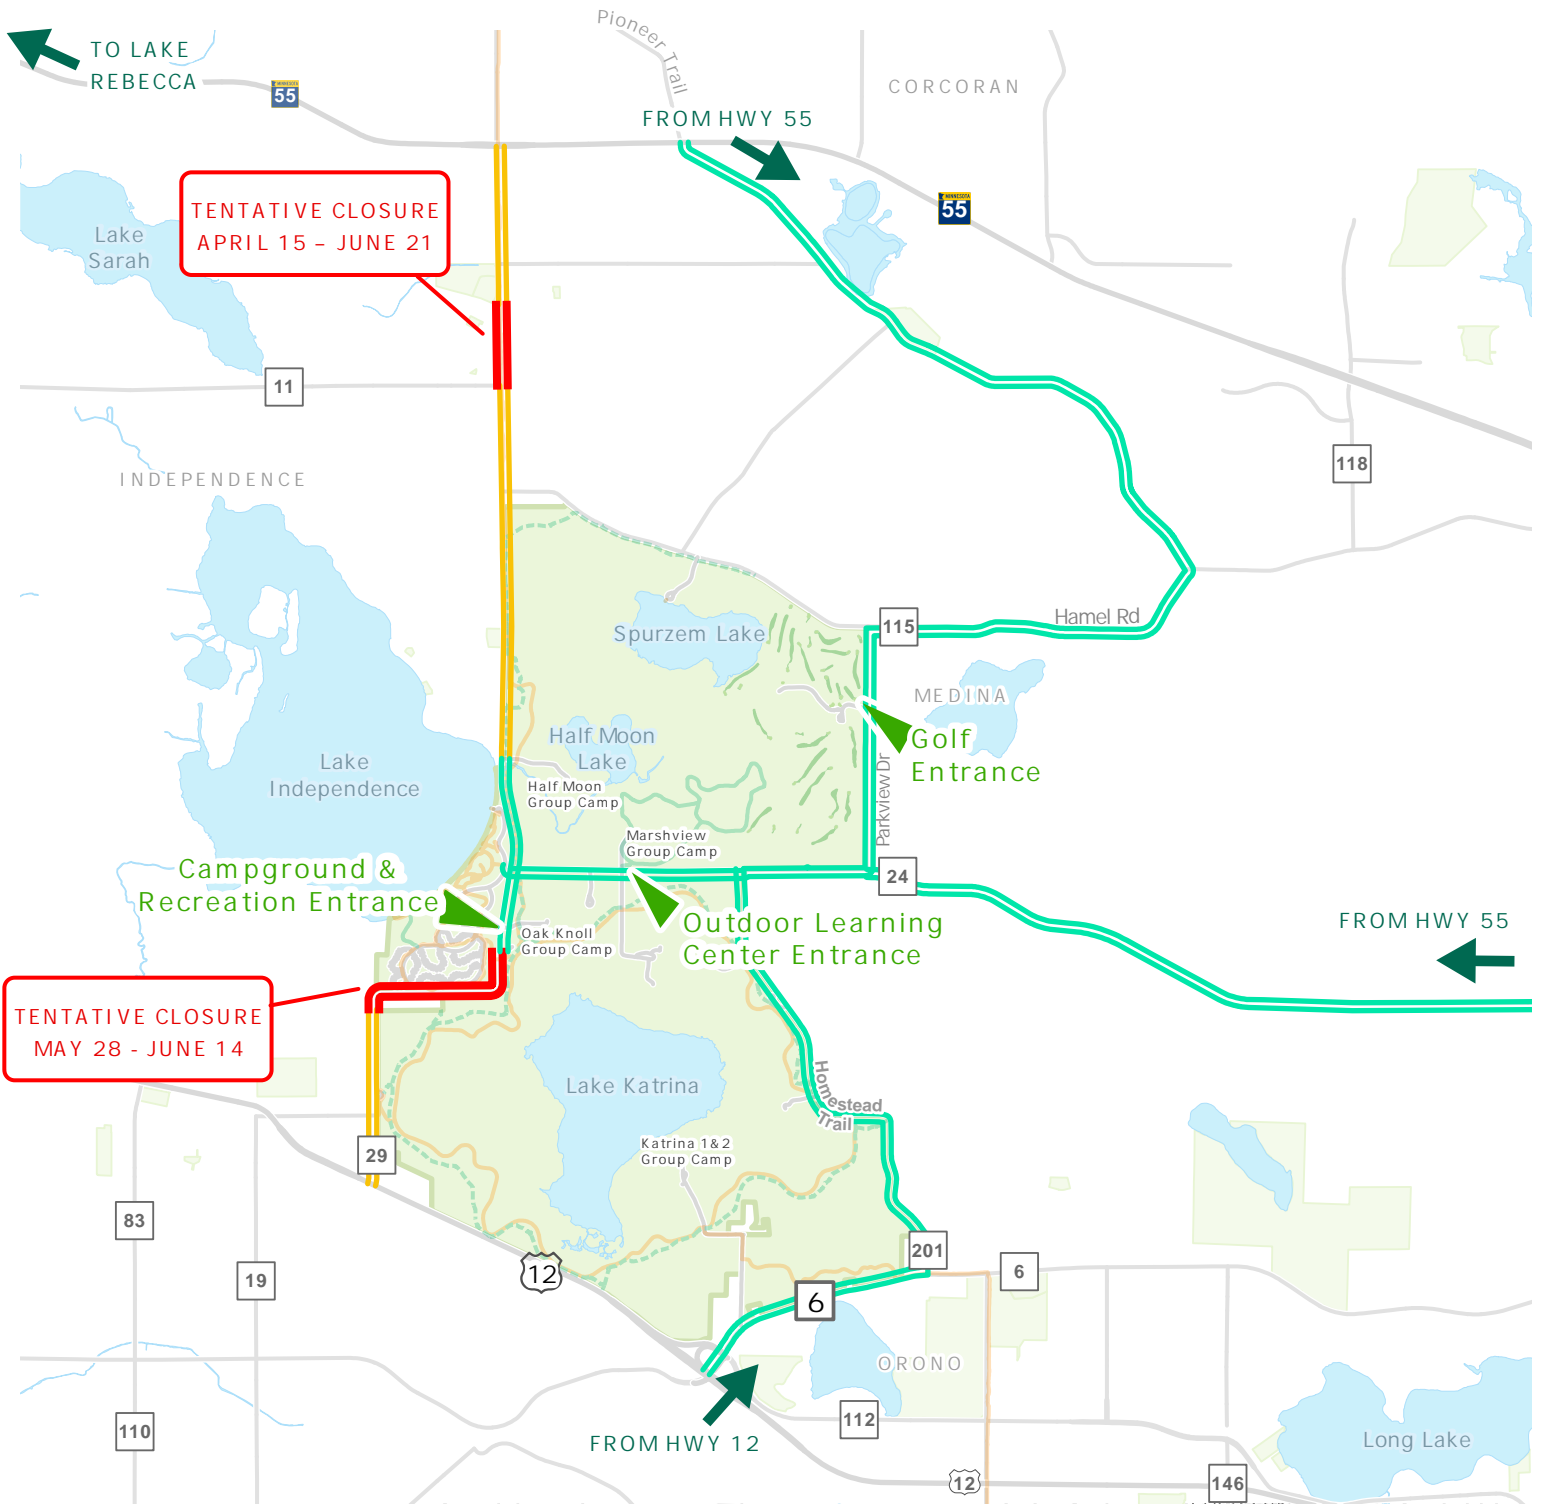 Pioneer Trail
TO LAKE
REBECCA
MINNESOTA
55
CORCORAN
FROM HWY 55
MINNESOTA
55
TENTATIVE CLOSURE
APRIL 15 – JUNE 21
Lake
Sarah
11
118
INDEPENDENCE
Spurzem Lake
115
Hamel Rd
MEDINA
Half Moon
Lake
Golf
Entrance
Lake
Independence
Parkview Dr
Half Moon
Group Camp
Marshview
Group Camp
24
Campground &
Recreation Entrance
Outdoor Learning
Center Entrance
Oak Knoll
Group Camp
FROM HWY 55
TENTATIVE CLOSURE
MAY 28 - JUNE 14
Lake Katrina
Homestead
Trail
Katrina 1&2
Group Camp
29
83
201
19
12
6
6
ORONO
112
110
FROM HWY 12
Long Lake
12
146